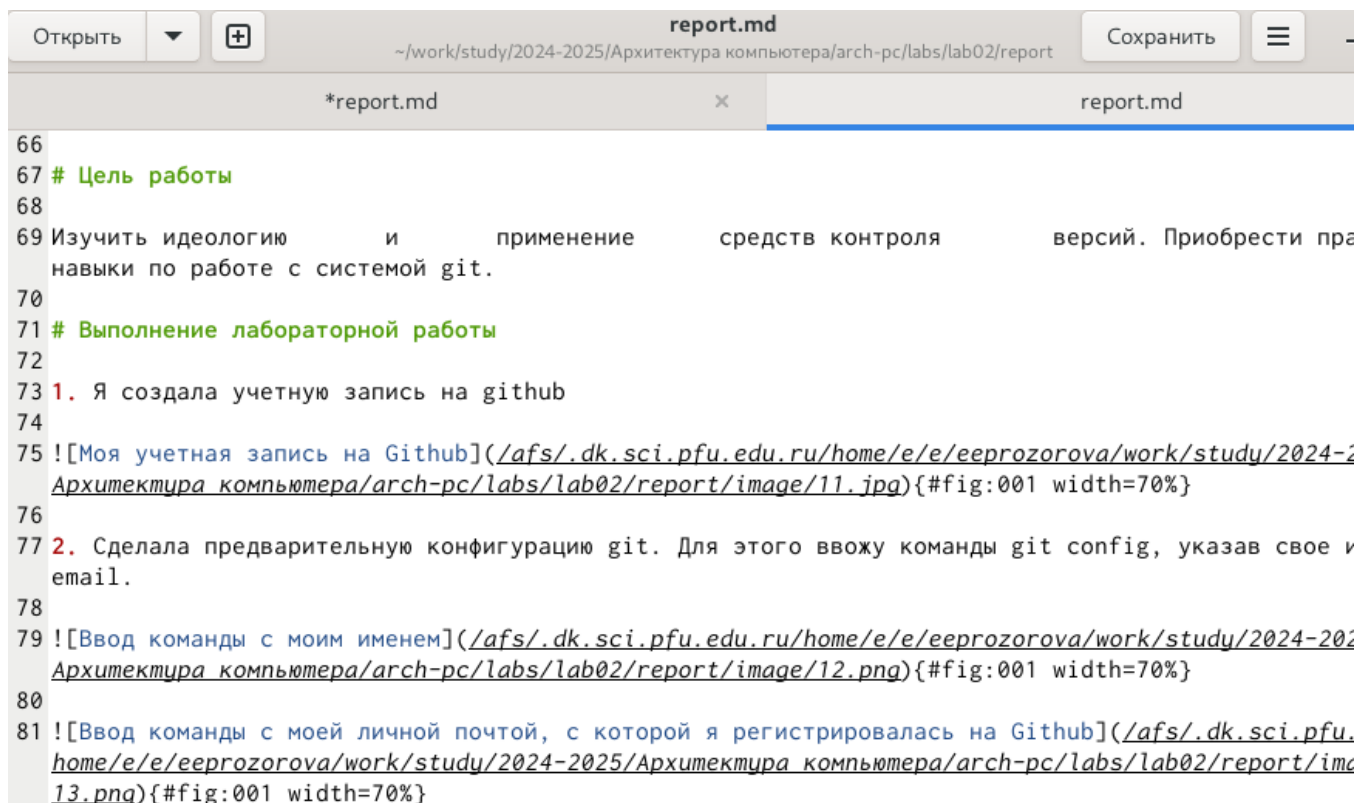 Открыть
report.md
~/work/study/2024-2025/Архитектура компьютера/arch-pc/labs/lab02/report
Сохранить
*report.md
report.md
66
67 # Цель работы
68
69 Изучить идеологию и применение средств контроля версий. Приобрести пра
навыки по работе с системой git.
70
71 # Выполнение лабораторной работы
72
73 1. Я создала учетную запись на github
74
75 ![Моя учетная запись на Github](/afs/.dk.sci.pfu.edu.ru/home/e/e/eeprozorova/work/study/2024-2
Архитектура компьютера/arch-pc/labs/lab02/report/image/11.jpg){#fig:001 width=70%}
76
77 2. Сделала предварительную конфигурацию git. Для этого ввожу команды git config, указав свое и
email.
78
79 ![Ввод команды с моим именем](/afs/.dk.sci.pfu.edu.ru/home/e/e/eeprozorova/work/study/2024-202
Архитектура компьютера/arch-pc/labs/lab02/report/image/12.png){#fig:001 width=70%}
80
81 ![Ввод команды с моей личной почтой, с которой я регистрировалась на Github](/afs/.dk.sci.pfu.
home/e/e/eeprozorova/work/study/2024-2025/Архитектура компьютера/arch-pc/labs/lab02/report/ima
13.png){#fig:001 width=70%}